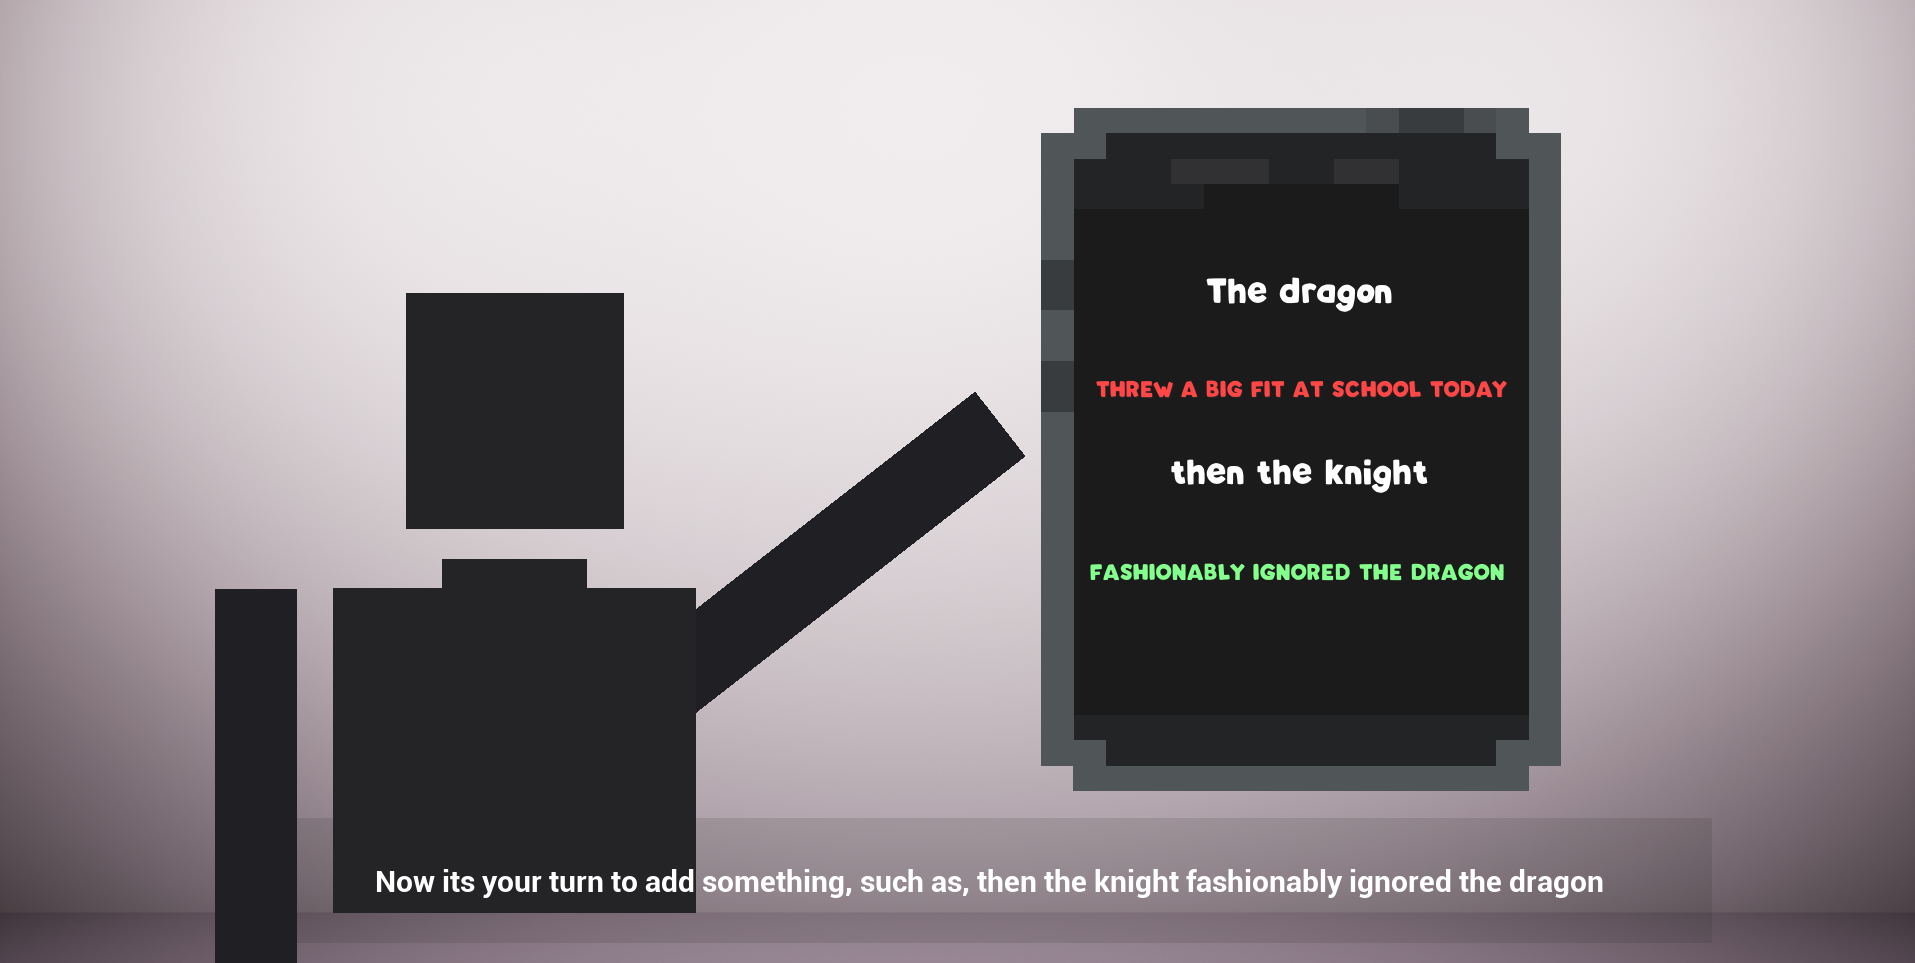 The dragon
THREW A BIG FIT AT SCHOOL TODAY
then the knight
FASHIONABLY IGNORED THE DRAGON
Now its your turn to add something, such as, then the knight fashionably ignored the dragon